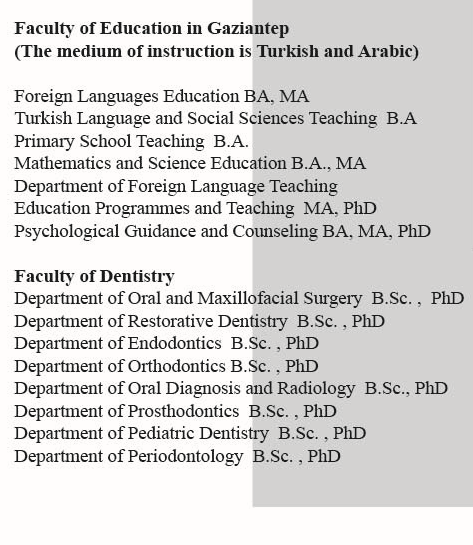 Faculty of Education in Gaziantep
(The medium of instruction is Turkish and Arabic)
Foreign Languages Education BA, MA
Turkish Language and Social Sciences Teaching B.A
Primary School Teaching B.A.
Mathematics and Science Education B.A., MA
Department of Foreign Language Teaching
Education Programmes and Teaching MA, PhD
Psychological Guidance and Counseling BA, MA, PhD
Faculty of Dentistry
Department of Oral and Maxillofacial Surgery B.Sc. , PhD
Department of Restorative Dentistry B.Sc. , PhD
Department of Endodontics B.Sc. , PhD
Department of Orthodontics B.Sc. , PhD
Department of Oral Diagnosis and Radiology B.Sc., PhD
Department of Prosthodontics B.Sc. , PhD
Department of Pediatric Dentistry B.Sc. , PhD
Department of Periodontology B.Sc. , PhD